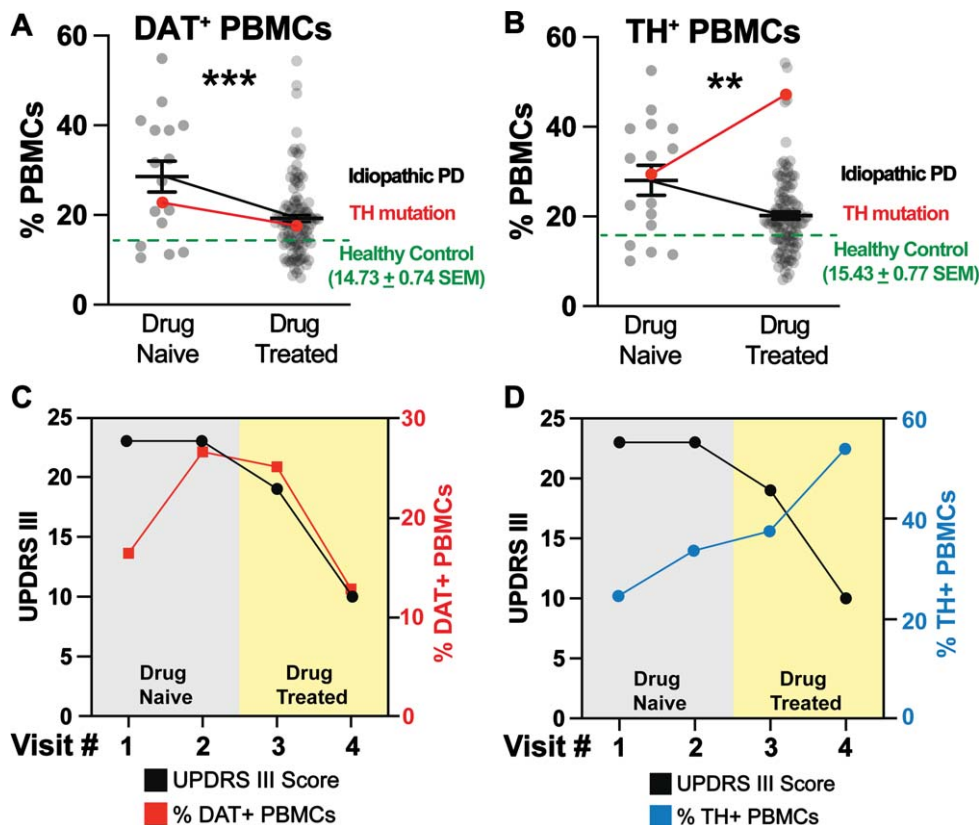 A
DAT⁺ PBMCs
60
40
20
0
% PBMCs
***
Idiopathic PD
TH mutation
Healthy Control
(14.73 ± 0.74 SEM)
Drug
Naive
Drug
Treated
B
TH⁺ PBMCs
60
40
20
0
% PBMCs
**
Idiopathic PD
TH mutation
Healthy Control
(15.43 ± 0.77 SEM)
Drug
Naive
Drug
Treated
C
25
20
15
10
5
0
UPDRS III
30
20
10
0
% DAT+ PBMCs
Drug
Naive
Drug
Treated
Visit # 1 2 3 4
UPDRS III Score
% DAT+ PBMCs
D
25
20
15
10
5
0
UPDRS III
60
40
20
0
% TH+ PBMCs
Drug
Naive
Drug
Treated
Visit # 1 2 3 4
UPDRS III Score
% TH+ PBMCs